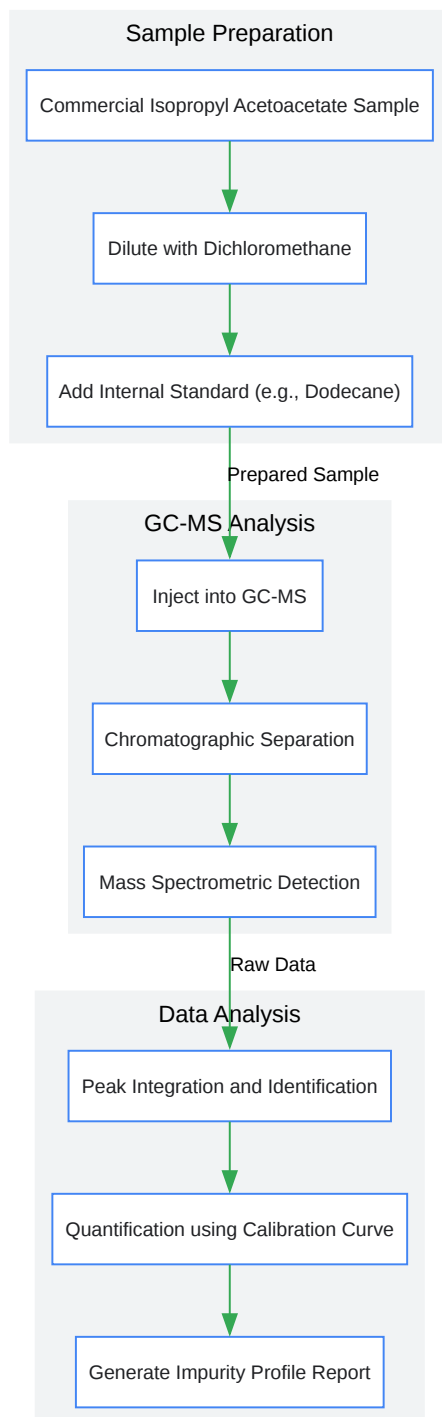 Sample Preparation
Commercial Isopropyl Acetoacetate Sample
Dilute with Dichloromethane
Add Internal Standard (e.g., Dodecane)
Prepared Sample
GC-MS Analysis
Inject into GC-MS
Chromatographic Separation
Mass Spectrometric Detection
Raw Data
Data Analysis
Peak Integration and Identification
Quantification using Calibration Curve
Generate Impurity Profile Report